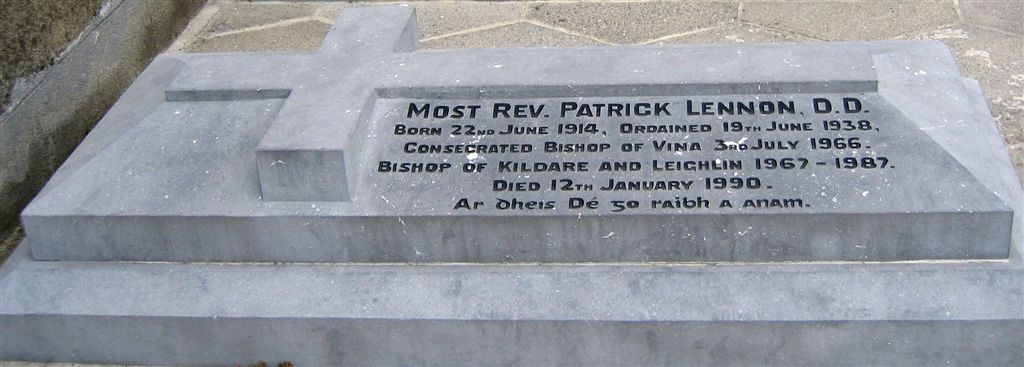 Most Rev. Patrick Lennon, D.D.
Born 22nd June 1914, Ordained 19th June 1938,
Consecrated Bishop of Vina 3rd July 1966.
Bishop of Kildare and Leighlin 1967 - 1987.
Died 12th January 1990.
Ar dheis Dé go raibh a anam.